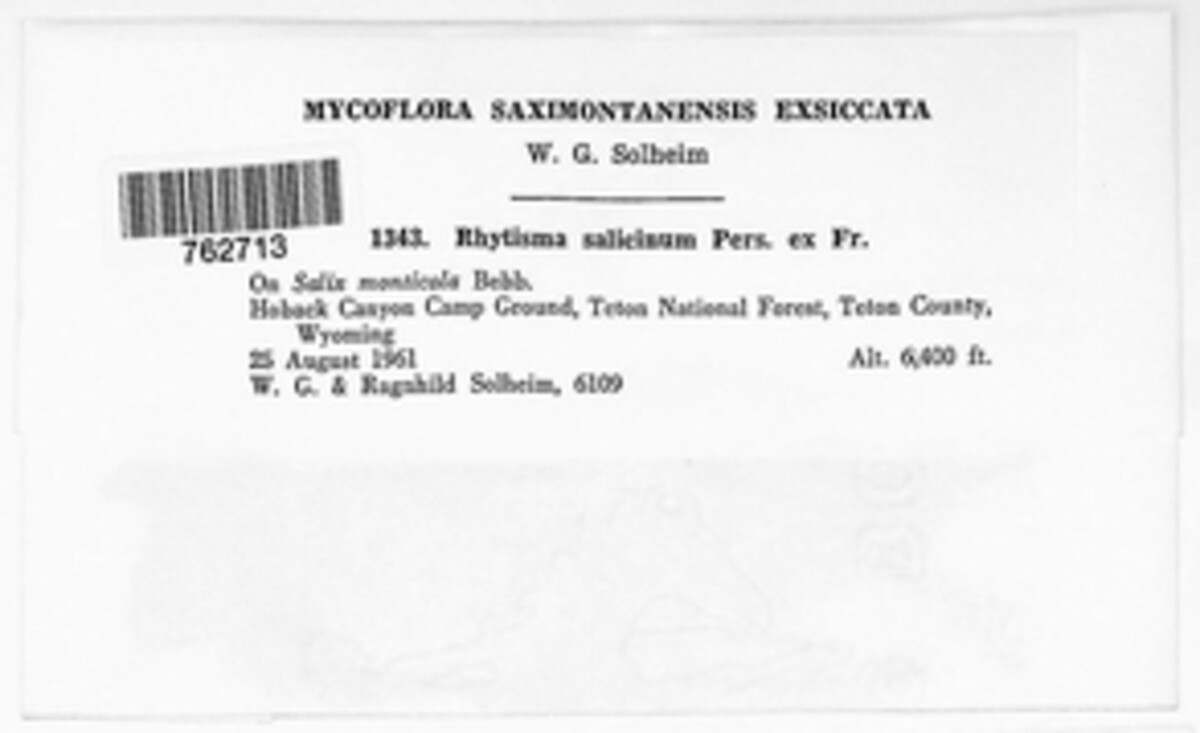 MYCOFLORA SAXIMONTANENSIS EXSICCATA
W. G. Solheim
762713
1343. Rhytisma salicinum Pers. ex Fr.
On Salix monticola Bebb.
Hoback Canyon Camp Ground, Teton National Forest, Teton County,
Wyoming
25 August 1961 Alt. 6,400 ft.
W. G. & Ragnhild Solheim, 6109